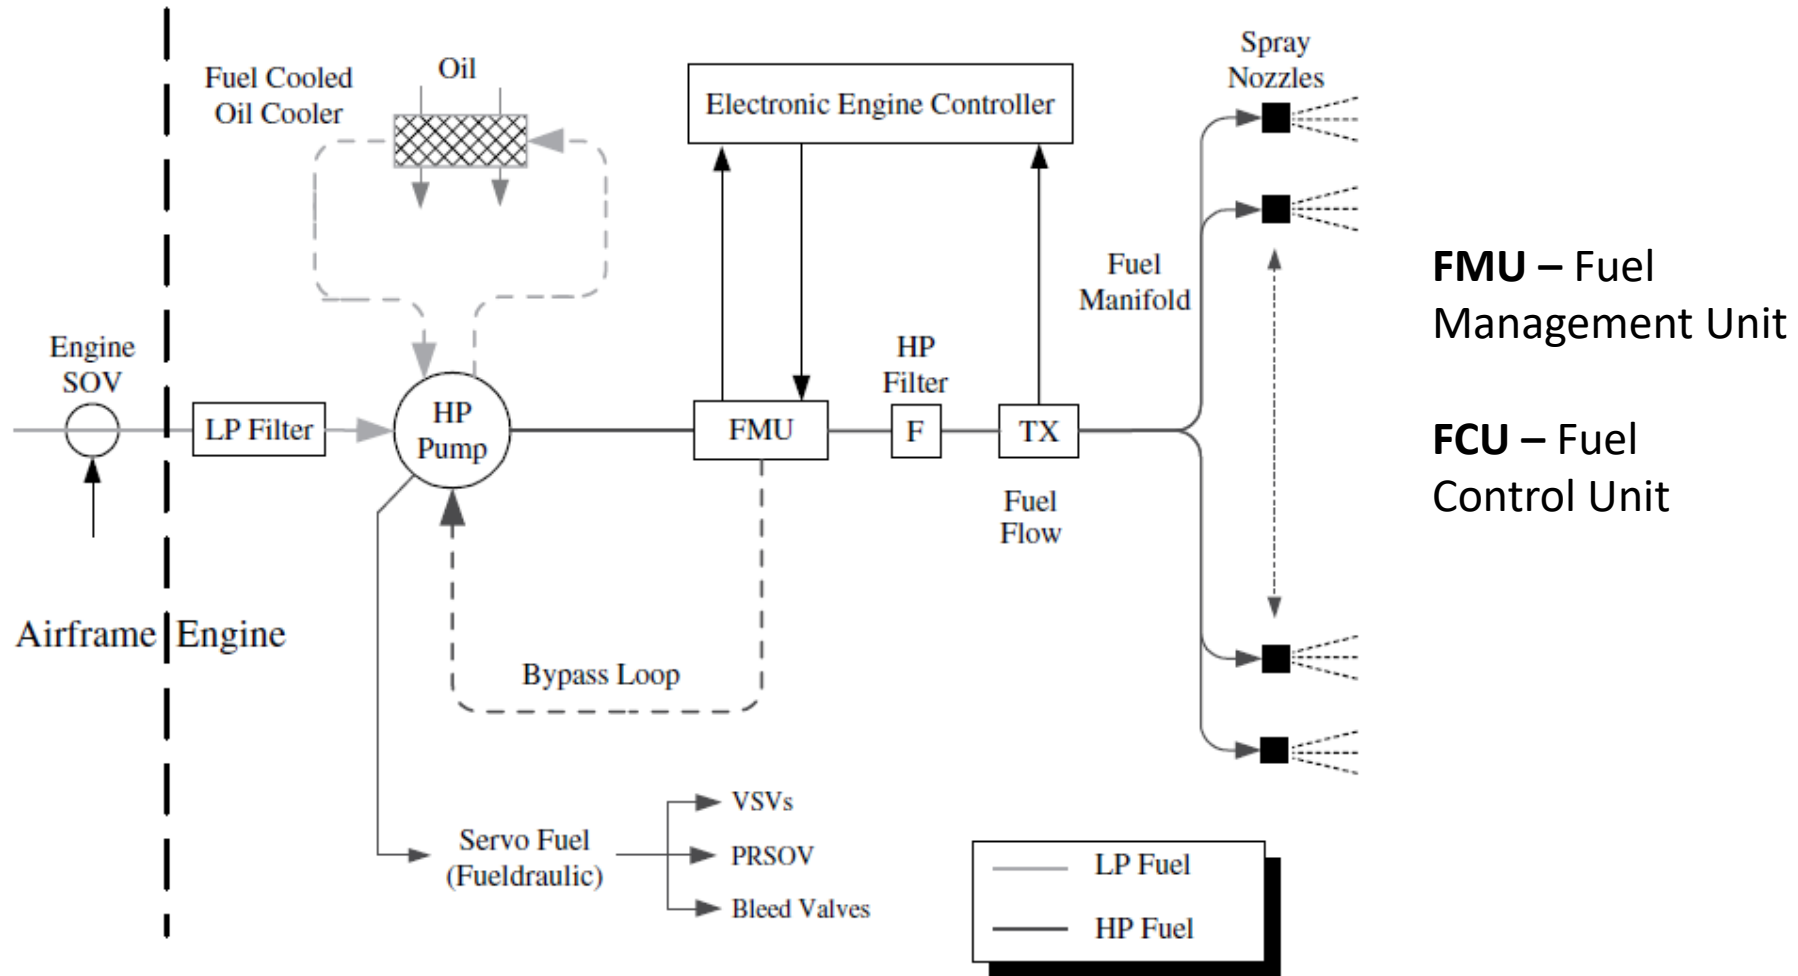 Fuel Cooled
Oil Cooler
Oil
Electronic Engine Controller
Spray
Nozzles
Fuel
Manifold
Engine
SOV
LP Filter
HP
Pump
FMU
HP
Filter
F
TX
Fuel
Flow
FMU – Fuel
Management Unit
FCU – Fuel
Control Unit
Airframe
Engine
Bypass Loop
Servo Fuel
(Fueldraulic)
VSVs
PRSOV
Bleed Valves
LP Fuel
HP Fuel